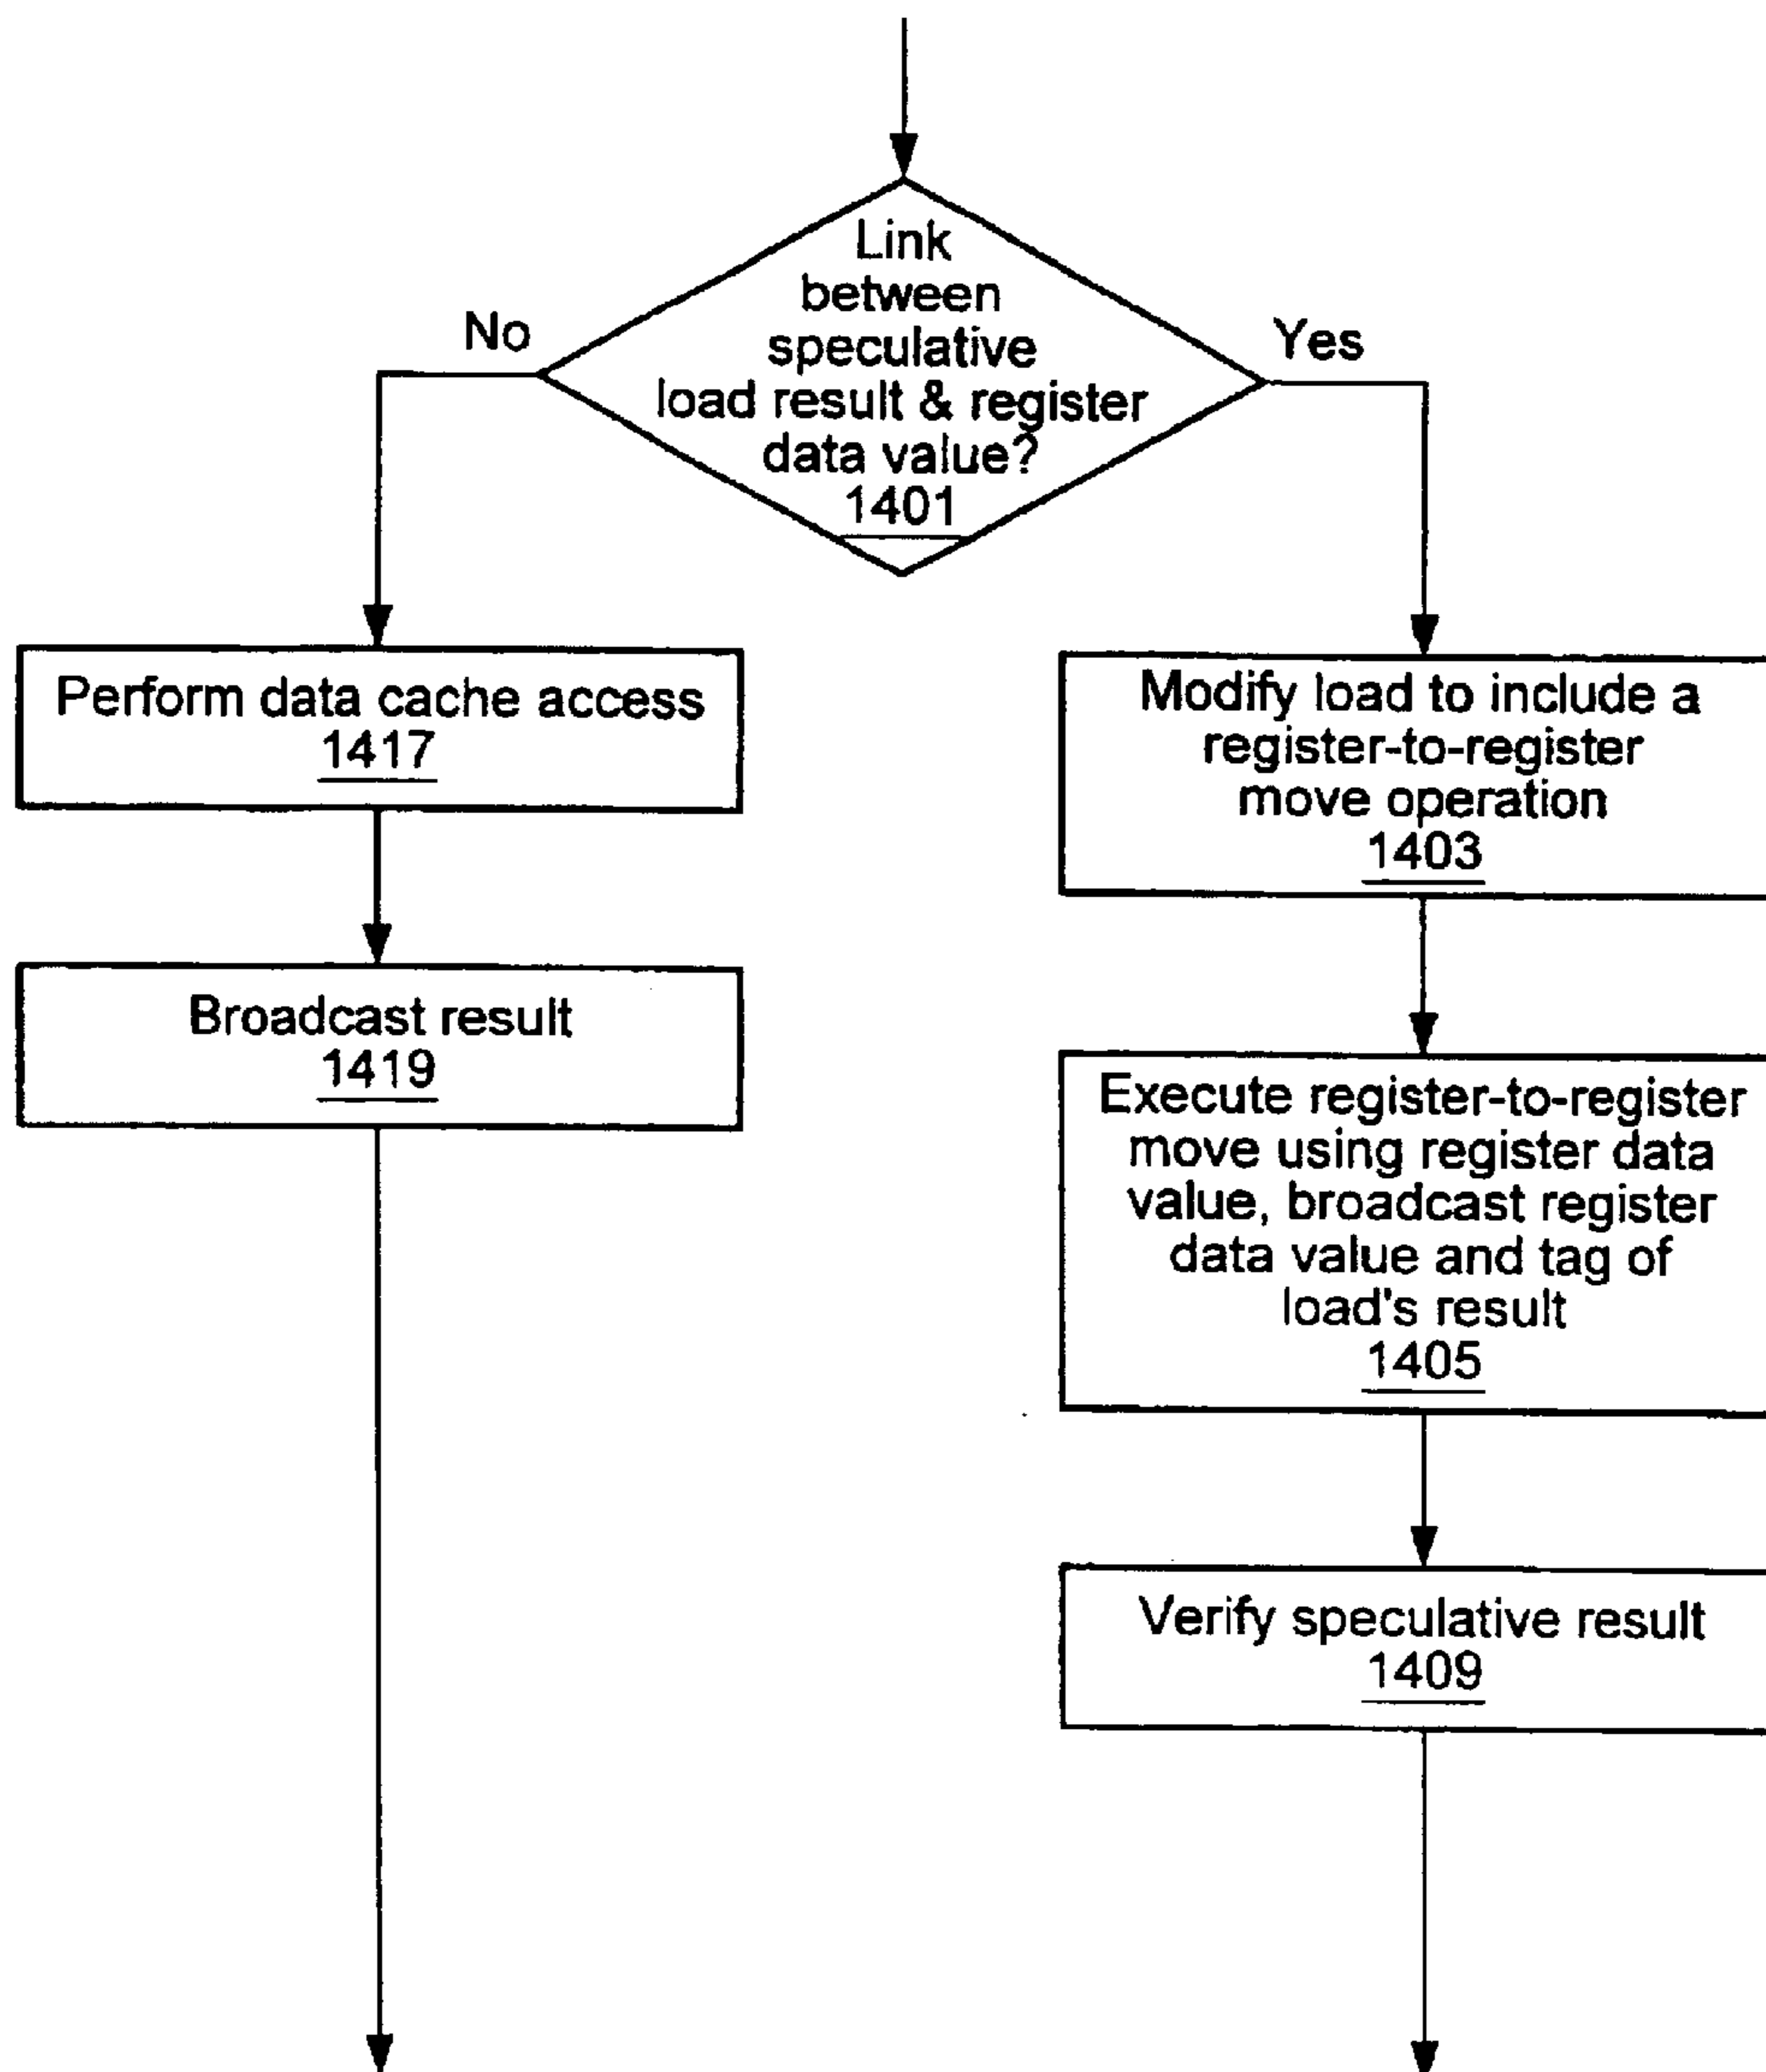 Link
between
speculative
load result & register
data value?
1401
No
Yes
Perform data cache access
1417
Broadcast result
1419
Modify load to include a
register-to-register
move operation
1403
Execute register-to-register
move using register data
value, broadcast register
data value and tag of
load's result
1405
Verify speculative result
1409